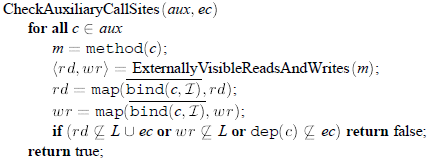 CheckAuxiliaryCallSites(aux, ec)
for all c ∈ aux
m = method(c);
⟨rd, wr⟩ = ExternallyVisibleReadsAndWrites(m);
rd = map(bind(c, ℐ), rd);
wr = map(bind(c, ℐ), wr);
if (rd ⊈ L ∪ ec or wr ⊈ L or dep(c) ⊈ ec) return false;
return true;